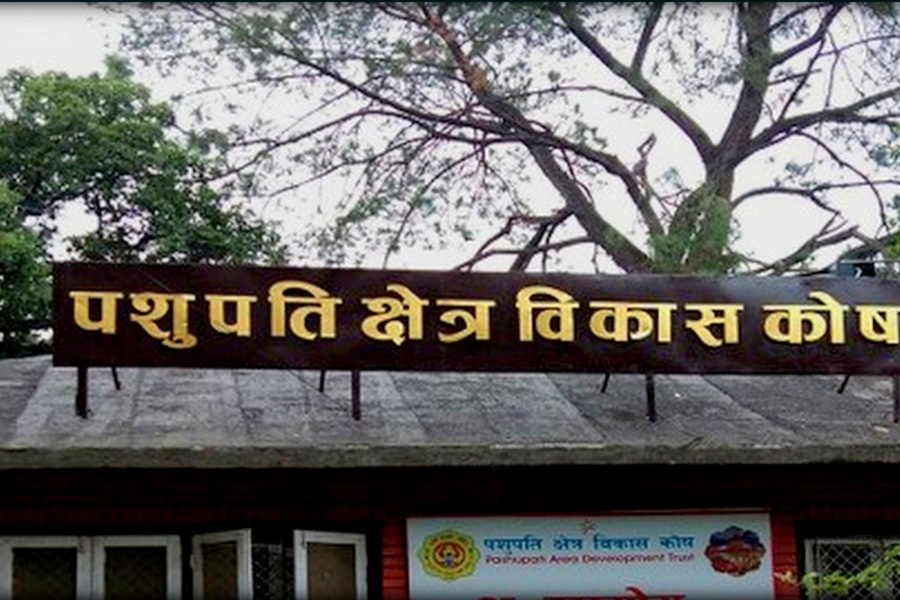 पशुपति क्षेत्र विकास कोष
पशुपति क्षेत्र विकास कोष
Pashupati Area Development Trust